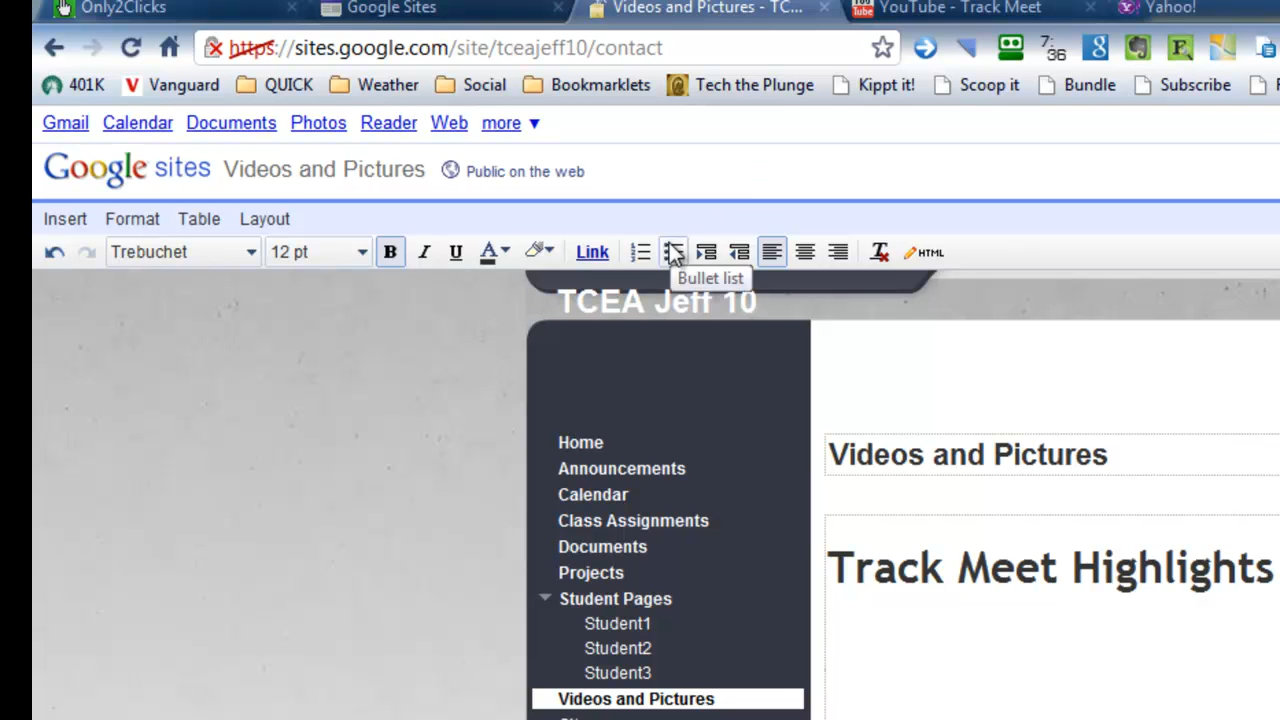 Only2Clicks Google Sites Videos and Pictures - TC... YouTube - Track Meet Yahoo!
https://sites.google.com/site/tceajeff10/contact 7:36
401K Vanguard QUICK Weather Social Bookmarklets Tech the Plunge Kippt it! Scoop it Bundle Subscribe
Gmail Calendar Documents Photos Reader Web more ▼
Google sites Videos and Pictures Public on the web
Insert Format Table Layout
Trebuchet 12 pt B I U A Link HTML
Bullet list
TCEA Jeff 10
Home
Videos and Pictures
Announcements
Calendar
Class Assignments
Documents
Track Meet Highlights
Projects
Student Pages
Student1
Student2
Student3
Videos and Pictures